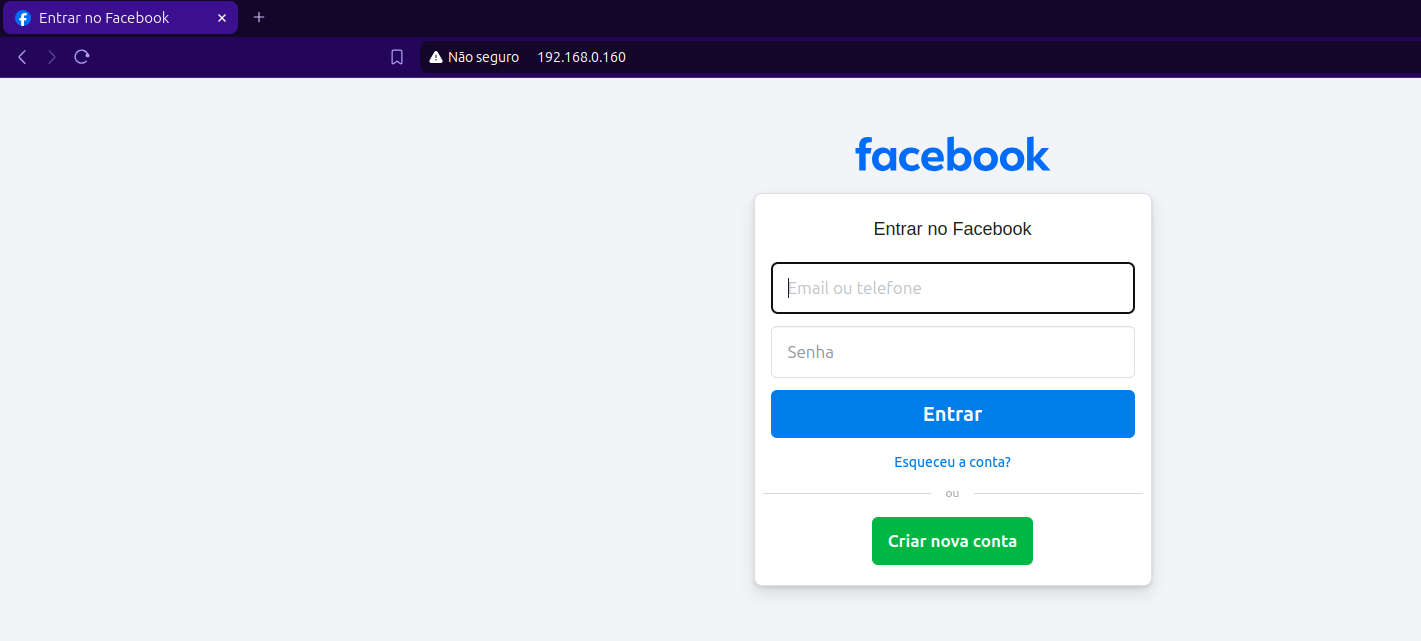 Entrar no Facebook
Não seguro 192.168.0.160
facebook
Entrar no Facebook
Email ou telefone
Senha
Entrar
Esqueceu a conta?
ou
Criar nova conta